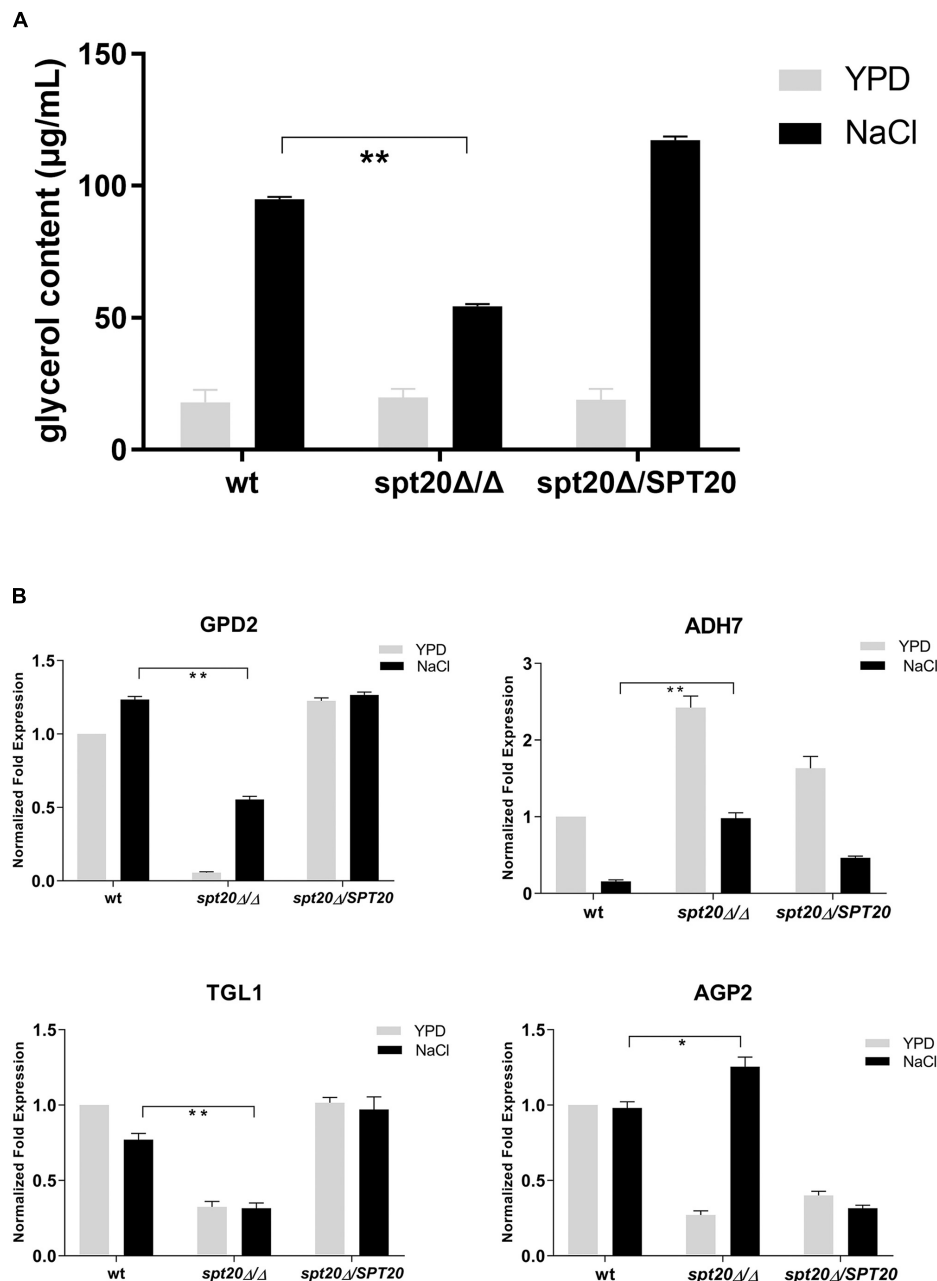 A
glycerol content (µg/mL)
150
100
50
0
**
YPD
NaCl
wt
spt20Δ/Δ
spt20Δ/SPT20
B
GPD2
Normalized Fold Expression
1.5
1.0
0.5
0.0
**
YPD
NaCl
wt
spt20Δ/Δ
spt20Δ/SPT20
ADH7
Normalized Fold Expression
3
2
1
0
**
YPD
NaCl
wt
spt20Δ/Δ
spt20Δ/SPT20
TGL1
Normalized Fold Expression
1.5
1.0
0.5
0.0
**
YPD
NaCl
wt
spt20Δ/Δ
spt20Δ/SPT20
AGP2
Normalized Fold Expression
1.5
1.0
0.5
0.0
*
YPD
NaCl
wt
spt20Δ/Δ
spt20Δ/SPT20